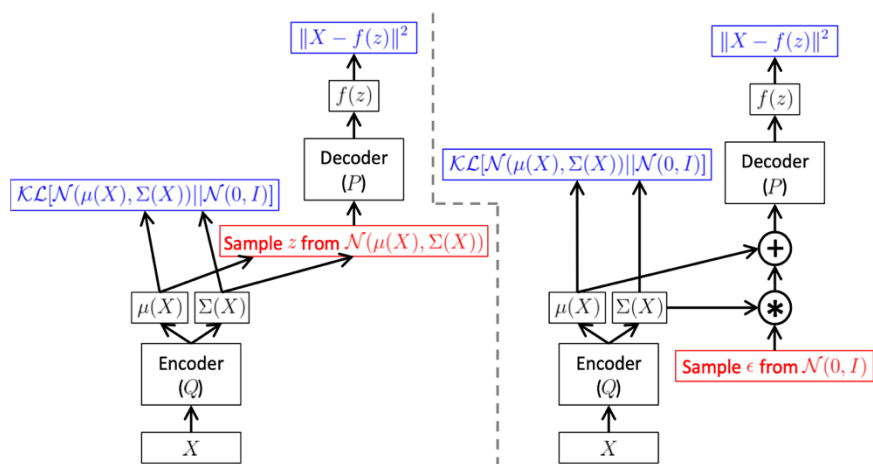 ‖X − f(z)‖²
f(z)
Decoder
(P)
𝒦ℒ[𝒩(μ(X), Σ(X))||𝒩(0, I)]
Sample z from 𝒩(μ(X), Σ(X))
μ(X)
Σ(X)
Encoder
(Q)
X
‖X − f(z)‖²
f(z)
Decoder
(P)
𝒦ℒ[𝒩(μ(X), Σ(X))||𝒩(0, I)]
+
μ(X)
Σ(X)
*
Encoder
(Q)
Sample ϵ from 𝒩(0, I)
X